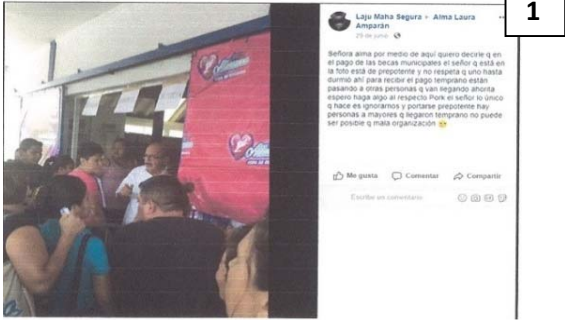 1
Laju Maha Segura ▸ Alma Laura
Amparán
29 de junio
Señora alma por medio de aquí quiero decirle q en
el pago de las becas municipales el señor q está en
la foto está de prepotente y no respeta q uno hasta
durmió ahí para recibir el pago temprano están
pasando a otras personas q van llegando ahorita
espero haga algo al respecto Pork el señor lo único
q hace es ignorarnos y portarse prepotente hay
personas a mayores q llegaron temprano no puede
ser posible q mala organización
Me gusta Comentar Compartir
Escribe un comentario